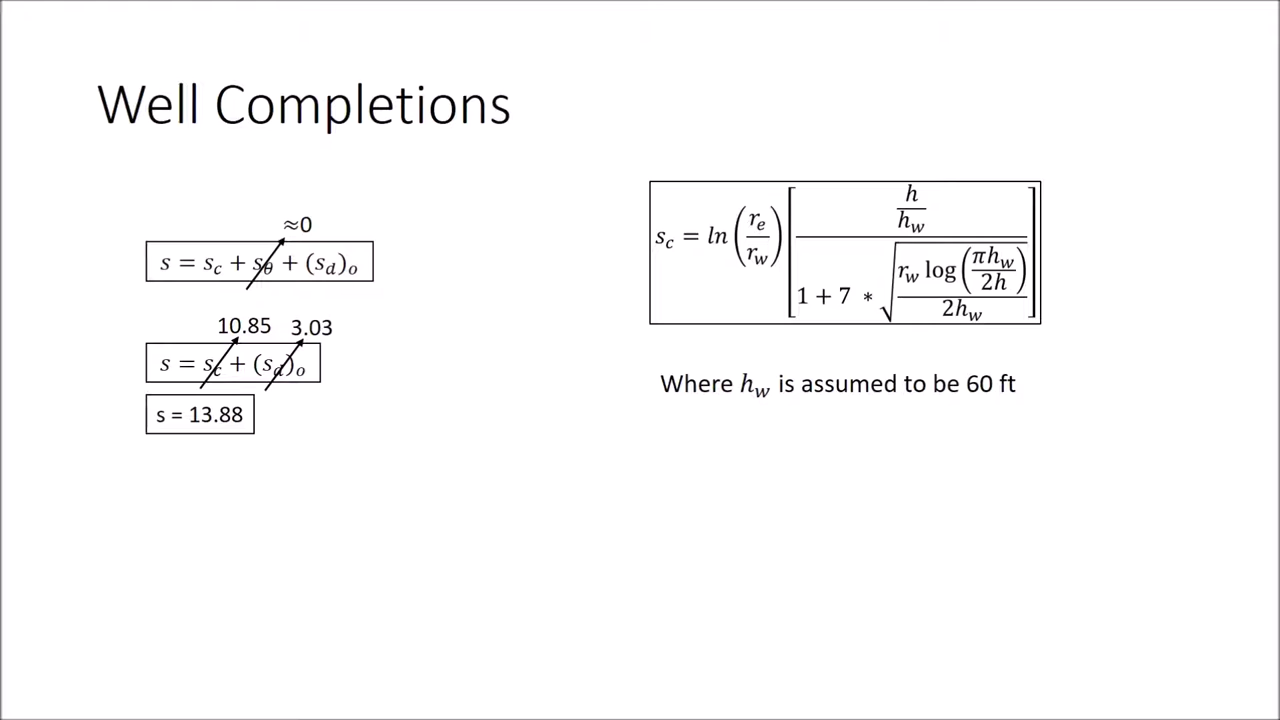 Well Completions
≈0
s = s_c + s_θ + (s_d)_o
10.85 3.03
s = s_c + (s_d)_o
s = 13.88
s_c = ln (r_e / r_w) [ (h / h_w) / (1 + 7 * √(r_w log (πh_w / 2h) / 2h_w)) ]
Where h_w is assumed to be 60 ft